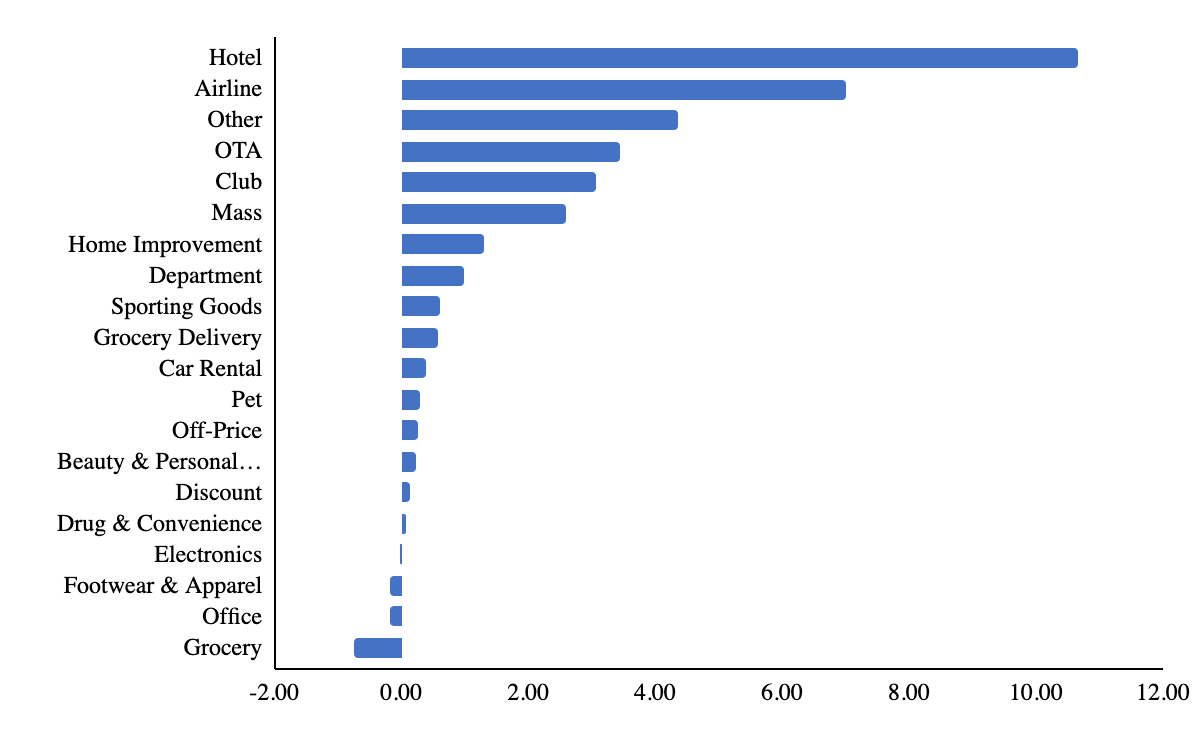 Hotel
Airline
Other
OTA
Club
Mass
Home Improvement
Department
Sporting Goods
Grocery Delivery
Car Rental
Pet
Off-Price
Beauty & Personal…
Discount
Drug & Convenience
Electronics
Footwear & Apparel
Office
Grocery
-2.00 0.00 2.00 4.00 6.00 8.00 10.00 12.00